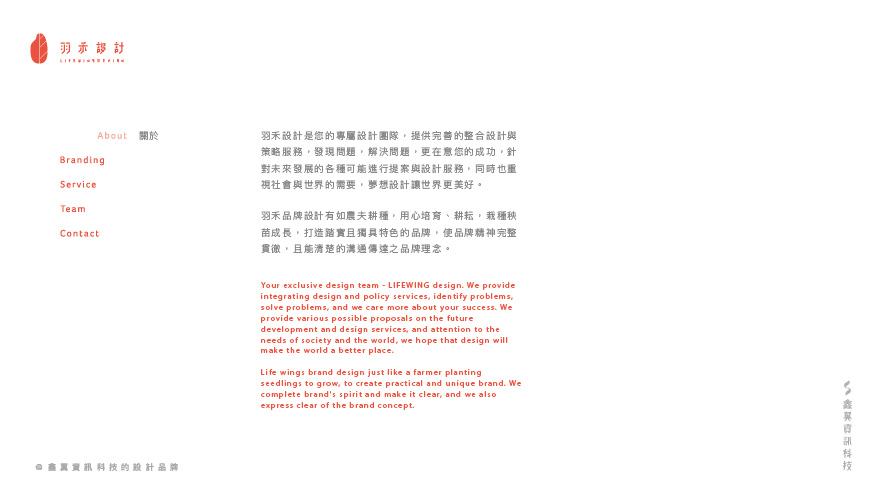 羽禾設計
LIFEWINGDESIGN
About 關於
Branding
Service
Team
Contact
羽禾設計是您的專屬設計團隊，提供完善的整合設計與
策略服務，發現問題，解決問題，更在意您的成功，針
對未來發展的各種可能進行提案與設計服務，同時也重
視社會與世界的需要，夢想設計讓世界更美好。
羽禾品牌設計有如農夫耕種，用心培育、耕耘，栽種秧
苗成長，打造踏實且獨具特色的品牌，使品牌精神完整
貫徹，且能清楚的溝通傳達之品牌理念。
Your exclusive design team - LIFEWING design. We provide
integrating design and policy services, identify problems,
solve problems, and we care more about your success. We
provide various possible proposals on the future
development and design services, and attention to the
needs of society and the world, we hope that design will
make the world a better place.
Life wings brand design just like a farmer planting
seedlings to grow, to create practical and unique brand. We
complete brand's spirit and make it clear, and we also
express clear of the brand concept.
鑫翼資訊科技
@ 鑫翼資訊科技的設計品牌